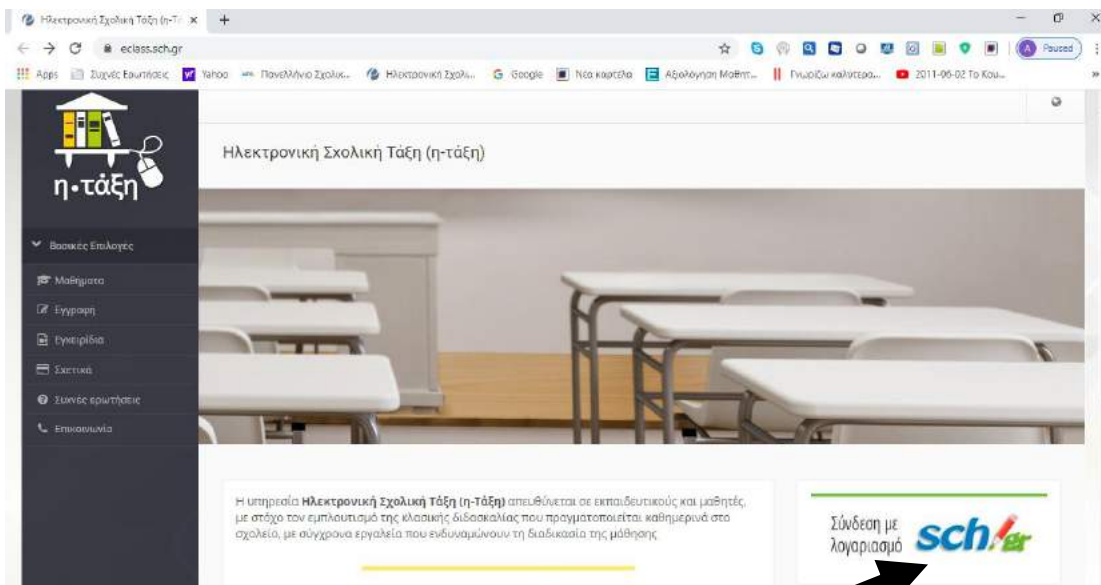 Ηλεκτρονική Σχολική Τάξη (η-Τ
eclass.sch.gr
Paused
Apps
Συχνές Ερωτήσεις
Yahoo
Πανελλήνιο Σχολικ...
Ηλεκτρονική Σχολι...
Google
Νέα καρτέλα
Αξιολόγηση Μαθητ...
Γνωρίζω καλύτερα...
2011-06-02 Το Κου...
η·τάξη
Ηλεκτρονική Σχολική Τάξη (η-τάξη)
Βασικές Επιλογές
Μαθήματα
Εγγραφή
Εγχειρίδια
Σχετικά
Συχνές ερωτήσεις
Επικοινωνία
Η υπηρεσία Ηλεκτρονική Σχολική Τάξη (η-Τάξη) απευθύνεται σε εκπαιδευτικούς και μαθητές,
με στόχο τον εμπλουτισμό της κλασικής διδασκαλίας που πραγματοποιείται καθημερινά στο
σχολείο, με σύγχρονα εργαλεία που ενδυναμώνουν τη διαδικασία της μάθησης
Σύνδεση με
λογαριασμό
sch.gr